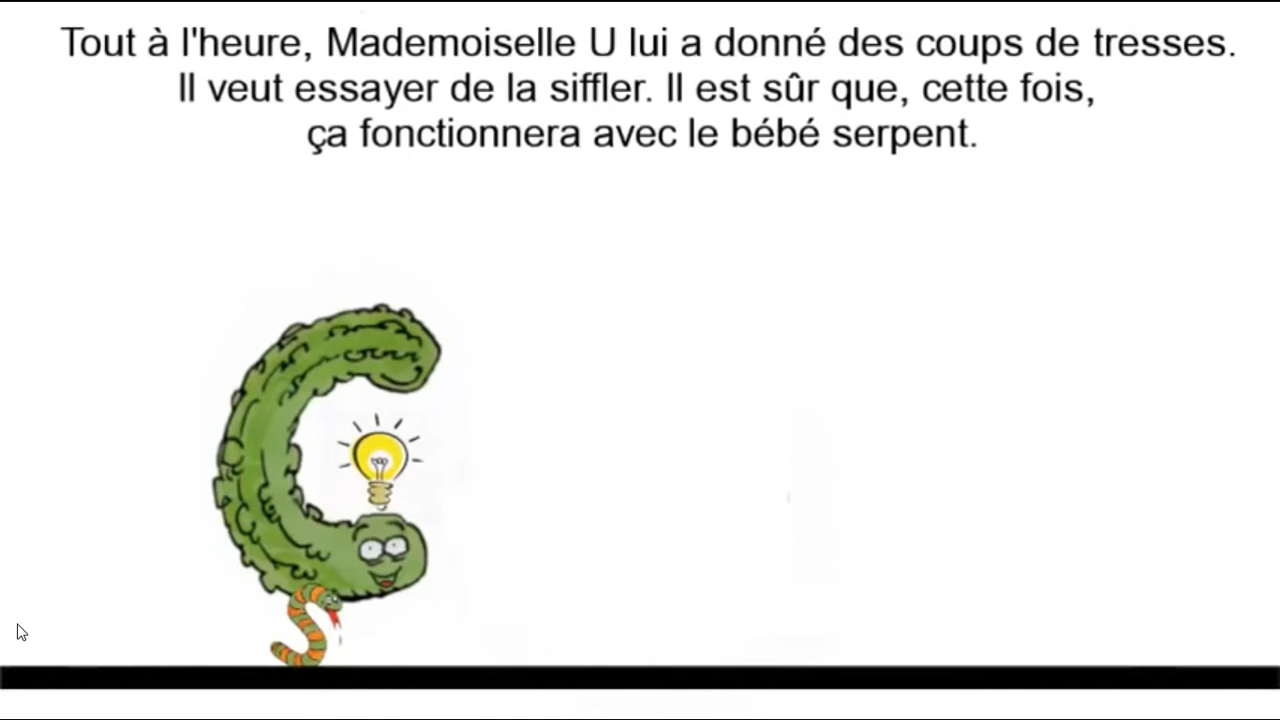 Tout à l'heure, Mademoiselle U lui a donné des coups de tresses.
Il veut essayer de la siffler. Il est sûr que, cette fois,
ça fonctionnera avec le bébé serpent.